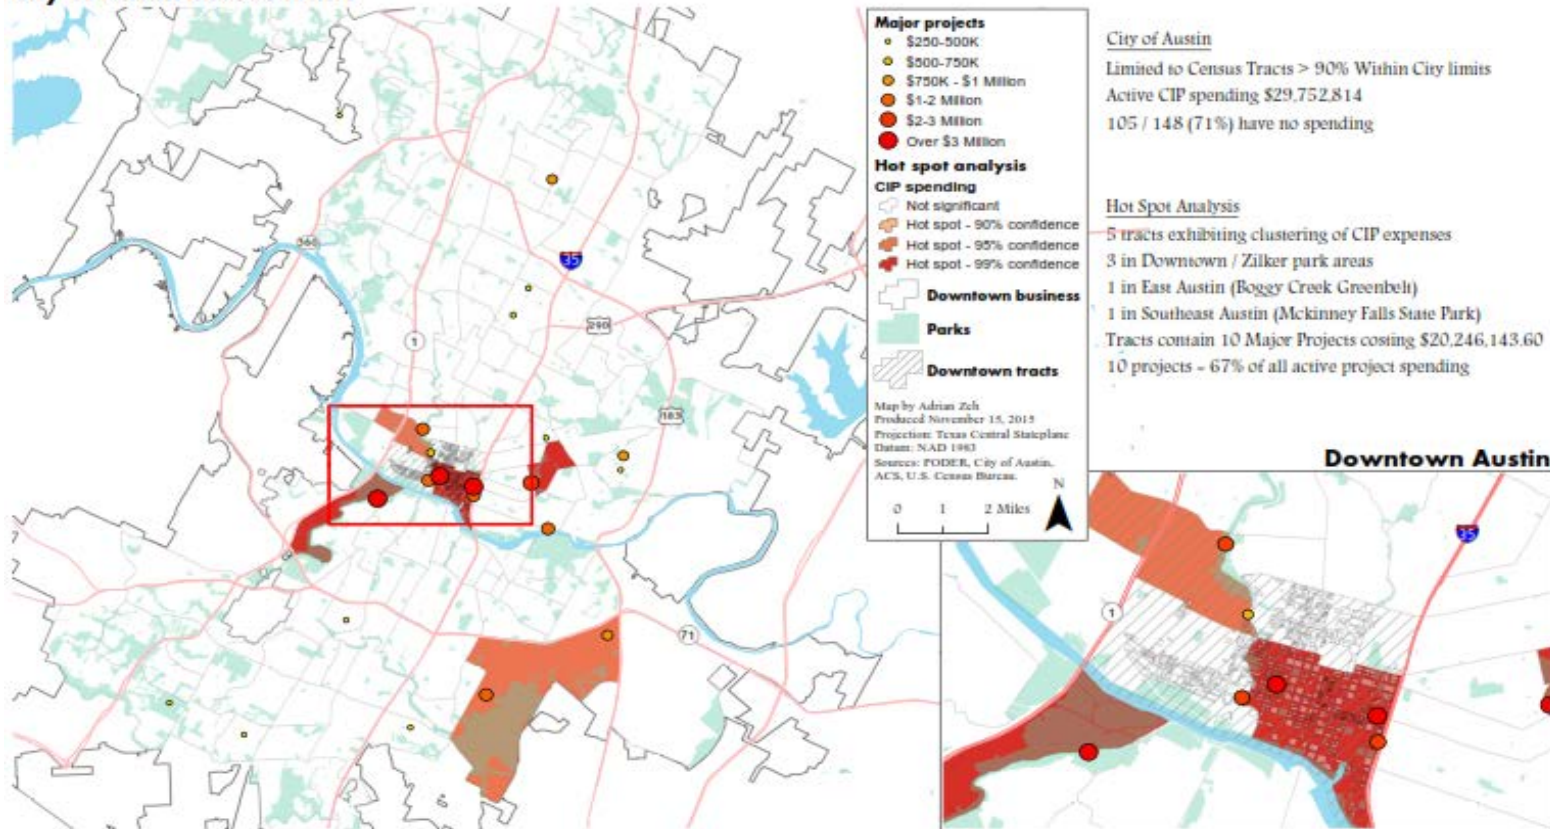 Major projects
$250-500K
$500-750K
$750K - $1 Million
$1-2 Million
$2-3 Million
Over $3 Million
Hot spot analysis
CIP spending
Not significant
Hot spot - 90% confidence
Hot spot - 95% confidence
Hot spot - 99% confidence
Downtown business
Parks
Downtown tracts
Map by Adrian Zeh
Produced November 15, 2015
Projection: Texas Central Stateplane
Datum: NAD 1983
Sources: PODER, City of Austin,
ACS, U.S. Census Bureau.
N
0 1 2 Miles
City of Austin
Limited to Census Tracts > 90% Within City limits
Active CIP spending $29,752,814
105 / 148 (71%) have no spending
Hot Spot Analysis
5 tracts exhibiting clustering of CIP expenses
3 in Downtown / Zilker park areas
1 in East Austin (Boggy Creek Greenbelt)
1 in Southeast Austin (Mckinney Falls State Park)
Tracts contain 10 Major Projects costing $20,246,143.60
10 projects - 67% of all active project spending
Downtown Austin
360
35
290
1
183
71
35
1